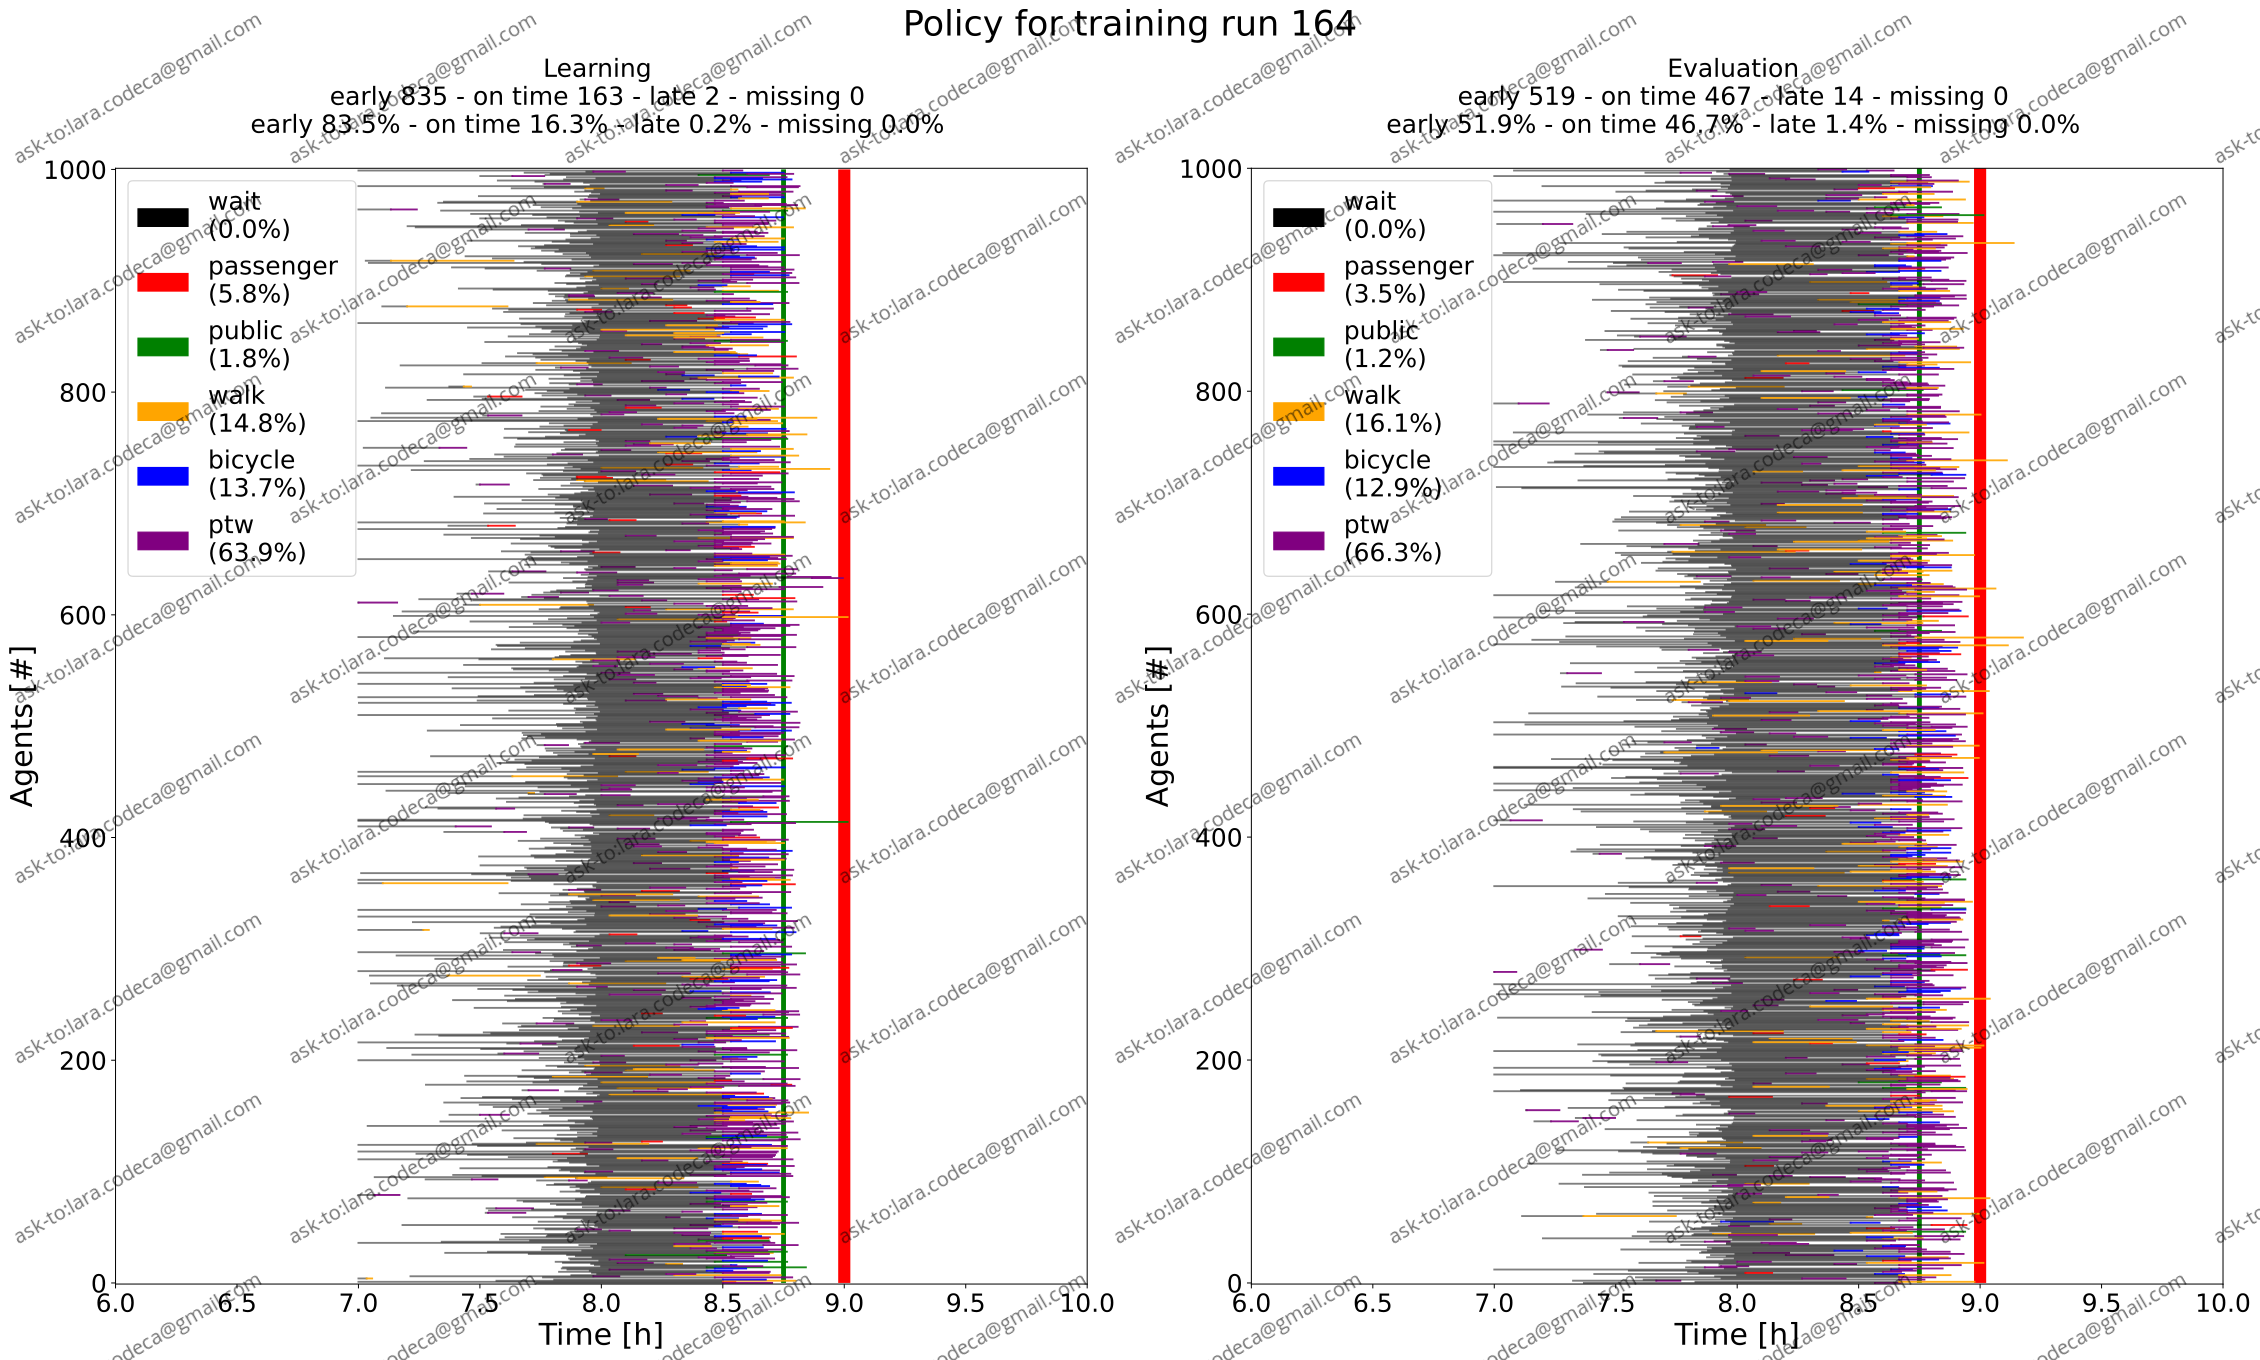 Policy for training run 164
Learning
early 835 - on time 163 - late 2 - missing 0
early 83.5% - on time 16.3% - late 0.2% - missing 0.0%
Evaluation
early 519 - on time 467 - late 14 - missing 0
early 51.9% - on time 46.7% - late 1.4% - missing 0.0%
Agents [#]
1000
800
600
400
200
0
wait
(0.0%)
passenger
(5.8%)
public
(1.8%)
walk
(14.8%)
bicycle
(13.7%)
ptw
(63.9%)
6.0 6.5 7.0 7.5 8.0 8.5 9.0 9.5 10.0
Time [h]
Agents [#]
1000
800
600
400
200
0
wait
(0.0%)
passenger
(3.5%)
public
(1.2%)
walk
(16.1%)
bicycle
(12.9%)
ptw
(66.3%)
6.0 6.5 7.0 7.5 8.0 8.5 9.0 9.5 10.0
Time [h]
ask-to:lara.codeca@gmail.com